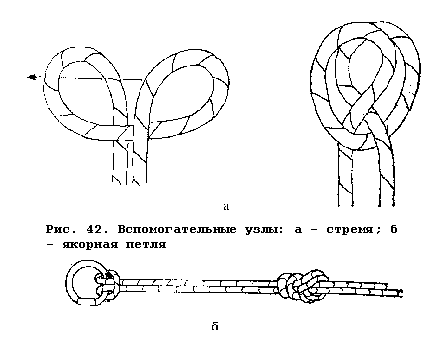 а
Рис. 42. Вспомогательные узлы: а – стремя; б
– якорная петля
б